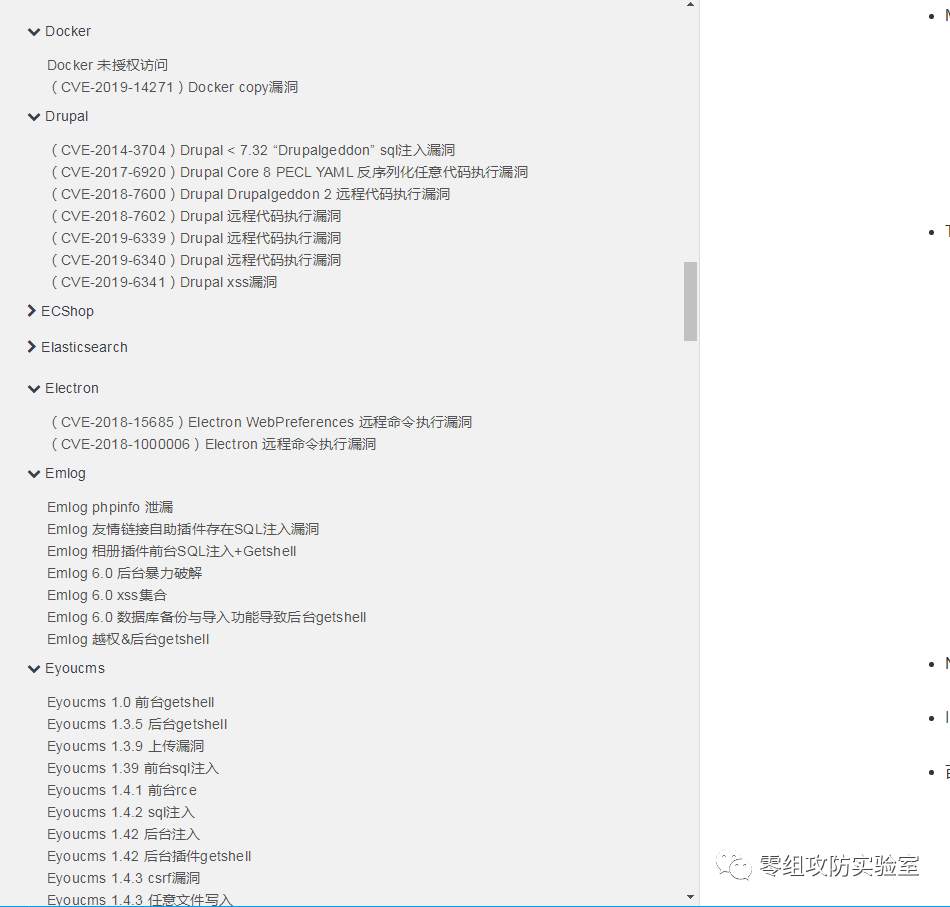 Docker
Docker 未授权访问
（CVE-2019-14271）Docker copy漏洞
Drupal
（CVE-2014-3704）Drupal < 7.32 “Drupalgeddon” sql注入漏洞
（CVE-2017-6920）Drupal Core 8 PECL YAML 反序列化任意代码执行漏洞
（CVE-2018-7600）Drupal Drupalgeddon 2 远程代码执行漏洞
（CVE-2018-7602）Drupal 远程代码执行漏洞
（CVE-2019-6339）Drupal 远程代码执行漏洞
（CVE-2019-6340）Drupal 远程代码执行漏洞
（CVE-2019-6341）Drupal xss漏洞
ECShop
Elasticsearch
Electron
（CVE-2018-15685）Electron WebPreferences 远程命令执行漏洞
（CVE-2018-1000006）Electron 远程命令执行漏洞
Emlog
Emlog phpinfo 泄漏
Emlog 友情链接自助插件存在SQL注入漏洞
Emlog 相册插件前台SQL注入+Getshell
Emlog 6.0 后台暴力破解
Emlog 6.0 xss集合
Emlog 6.0 数据库备份与导入功能导致后台getshell
Emlog 越权&后台getshell
Eyoucms
Eyoucms 1.0 前台getshell
Eyoucms 1.3.5 后台getshell
Eyoucms 1.3.9 上传漏洞
Eyoucms 1.39 前台sql注入
Eyoucms 1.4.1 前台rce
Eyoucms 1.4.2 sql注入
Eyoucms 1.42 后台注入
Eyoucms 1.42 后台插件getshell
Eyoucms 1.4.3 csrf漏洞
Eyoucms 1.4.3 任意文件写入
零组攻防实验室